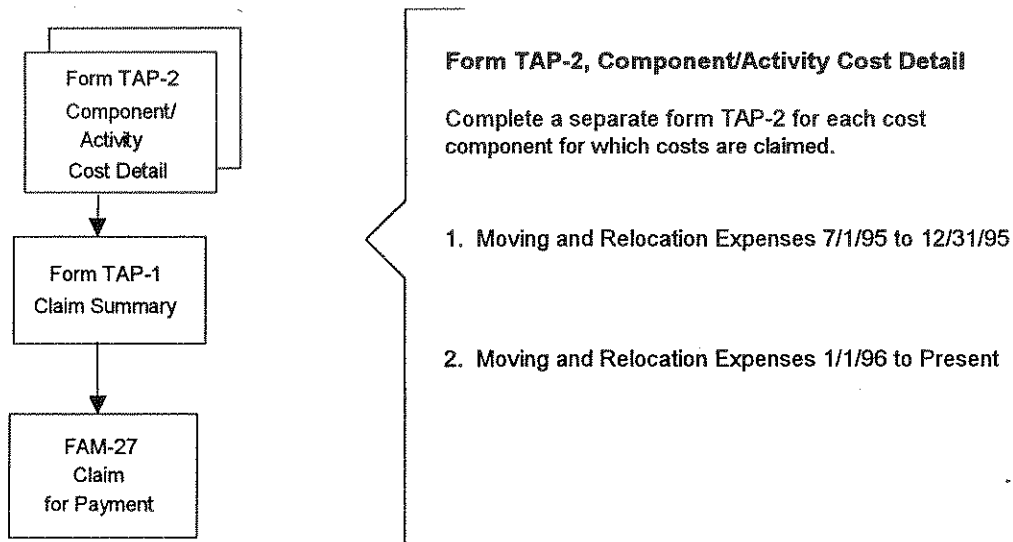 Form TAP-2
Component/
Activity
Cost Detail
Form TAP-1
Claim Summary
FAM-27
Claim
for Payment
Form TAP-2, Component/Activity Cost Detail
Complete a separate form TAP-2 for each cost
component for which costs are claimed.
1. Moving and Relocation Expenses 7/1/95 to 12/31/95
2. Moving and Relocation Expenses 1/1/96 to Present